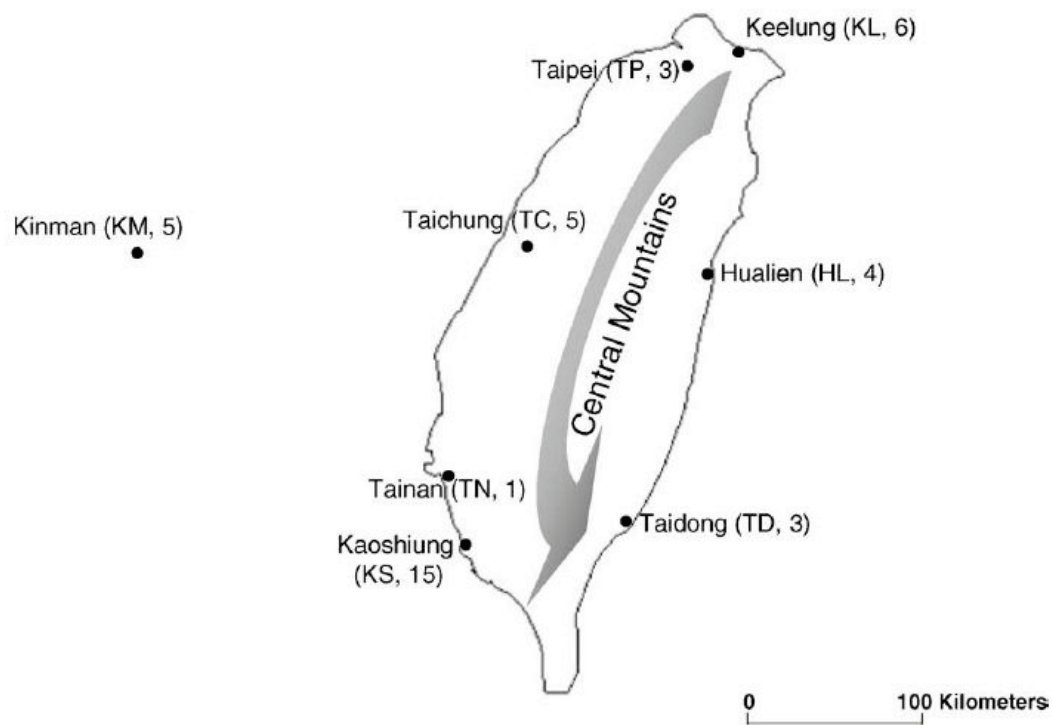 Keelung (KL, 6)
Taipei (TP, 3)
Kinman (KM, 5)
Taichung (TC, 5)
Hualien (HL, 4)
Central Mountains
Tainan (TN, 1)
Taidong (TD, 3)
Kaoshiung
(KS, 15)
0 100 Kilometers